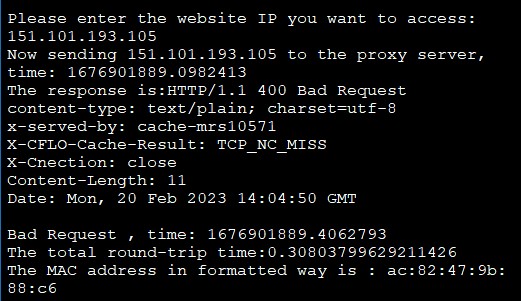 Please enter the website IP you want to access:
151.101.193.105
Now sending 151.101.193.105 to the proxy server,
time: 1676901889.0982413
The response is:HTTP/1.1 400 Bad Request
content-type: text/plain; charset=utf-8
x-served-by: cache-mrs10571
X-CFLO-Cache-Result: TCP_NC_MISS
X-Cnection: close
Content-Length: 11
Date: Mon, 20 Feb 2023 14:04:50 GMT
Bad Request , time: 1676901889.4062793
The total round-trip time:0.30803799629211426
The MAC address in formatted way is : ac:82:47:9b:
88:c6